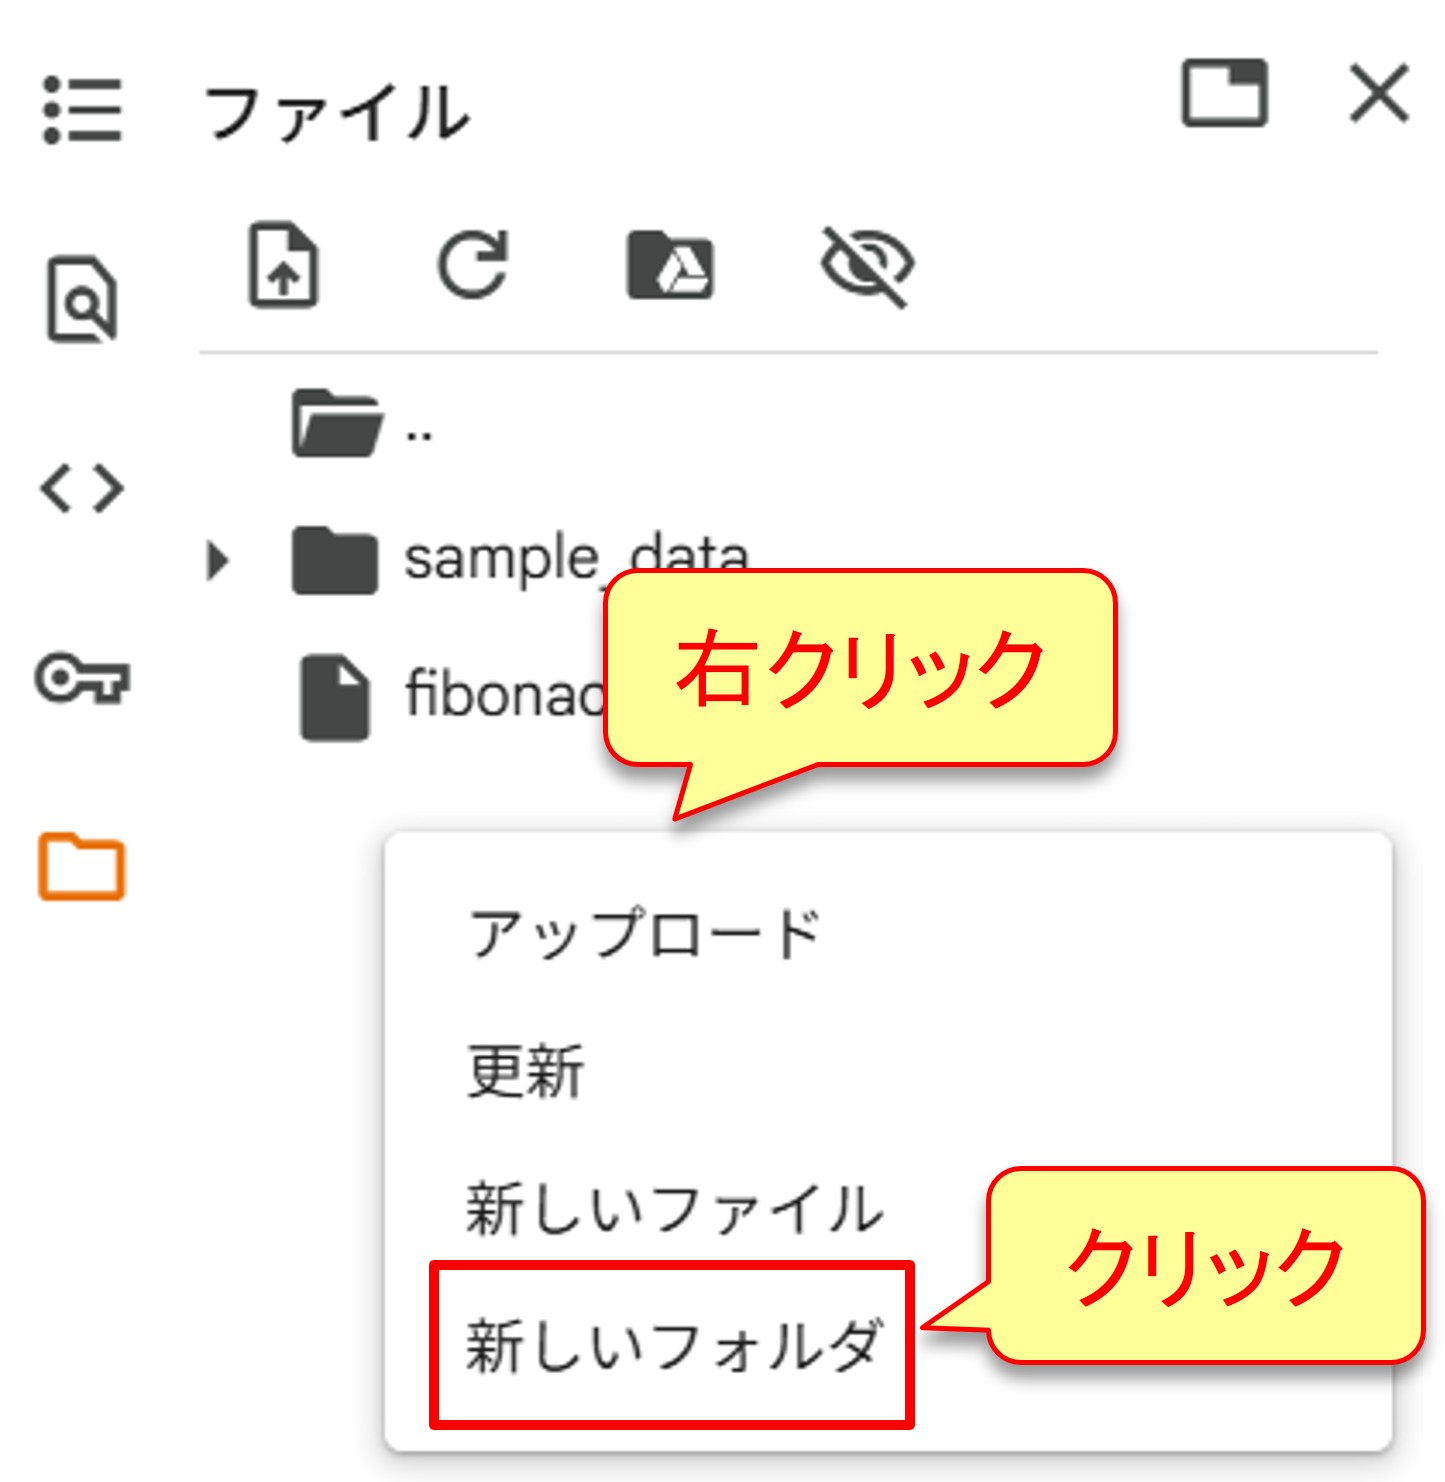 ファイル
..
sample_data
右クリック
アップロード
更新
新しいファイル
新しいフォルダ
クリック